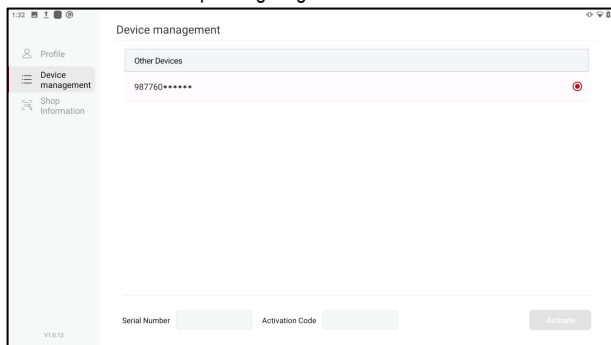 1:32
Device management
Profile
Device
management
Shop
Information
Other Devices
987760******
Serial Number
Activation Code
Activate
V1.0.12